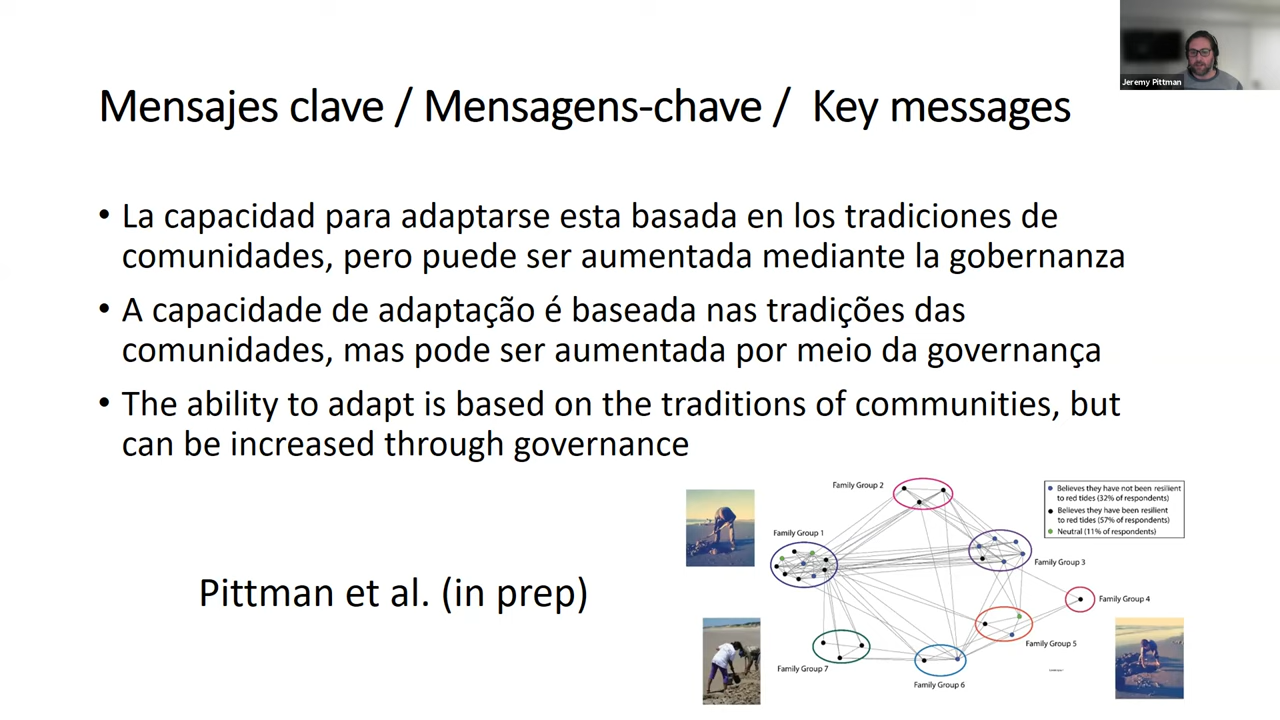 Jeremy Pittman
Mensajes clave / Mensagens-chave / Key messages
• La capacidad para adaptarse esta basada en los tradiciones de
comunidades, pero puede ser aumentada mediante la gobernanza
• A capacidade de adaptação é baseada nas tradições das
comunidades, mas pode ser aumentada por meio da governança
• The ability to adapt is based on the traditions of communities, but
can be increased through governance
Pittman et al. (in prep)
Family Group 2
Family Group 1
Family Group 3
Family Group 4
Family Group 5
Family Group 7
Family Group 6
Believes they have not been resilient
to red tides (32% of respondents)
Believes they have been resilient
to red tides (57% of respondents)
Neutral (11% of respondents)